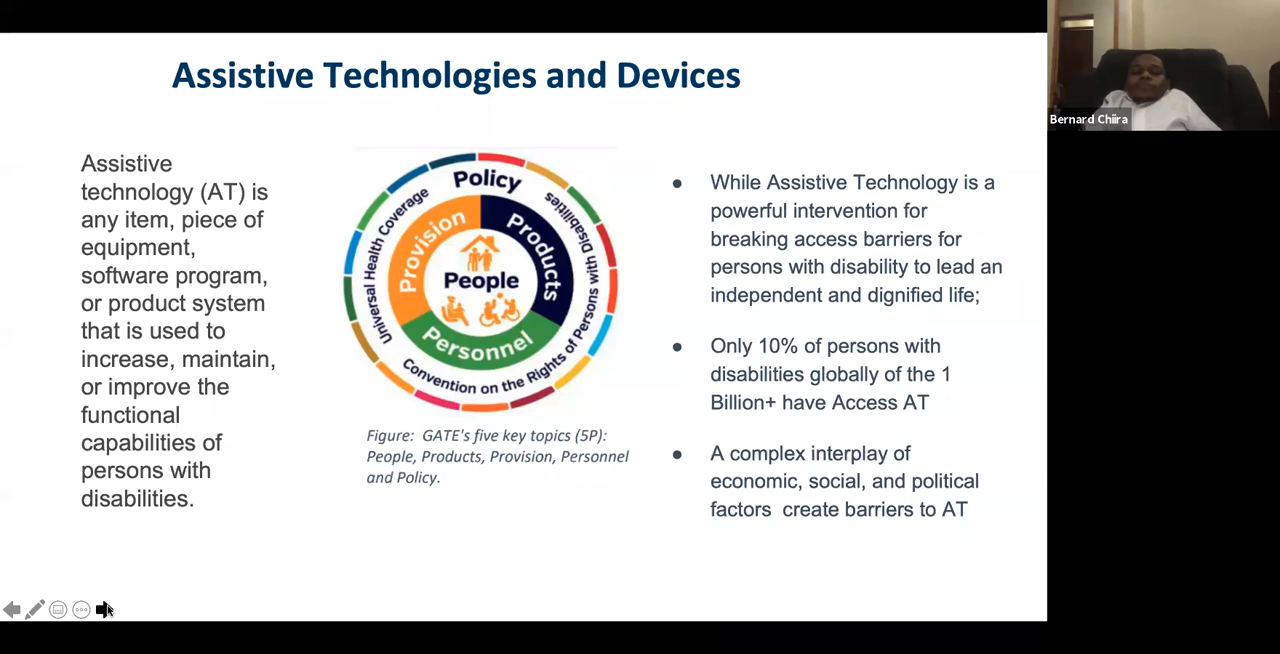 Assistive Technologies and Devices
Assistive
technology (AT) is
any item, piece of
equipment,
software program,
or product system
that is used to
increase, maintain,
or improve the
functional
capabilities of
persons with
disabilities.
Policy
Universal Health Coverage
Convention on the Rights of Persons with Disabilities
Provision
Products
People
Personnel
Figure: GATE's five key topics (5P):
People, Products, Provision, Personnel
and Policy.
● While Assistive Technology is a
powerful intervention for
breaking access barriers for
persons with disability to lead an
independent and dignified life;
● Only 10% of persons with
disabilities globally of the 1
Billion+ have Access AT
● A complex interplay of
economic, social, and political
factors create barriers to AT
Bernard Chiira